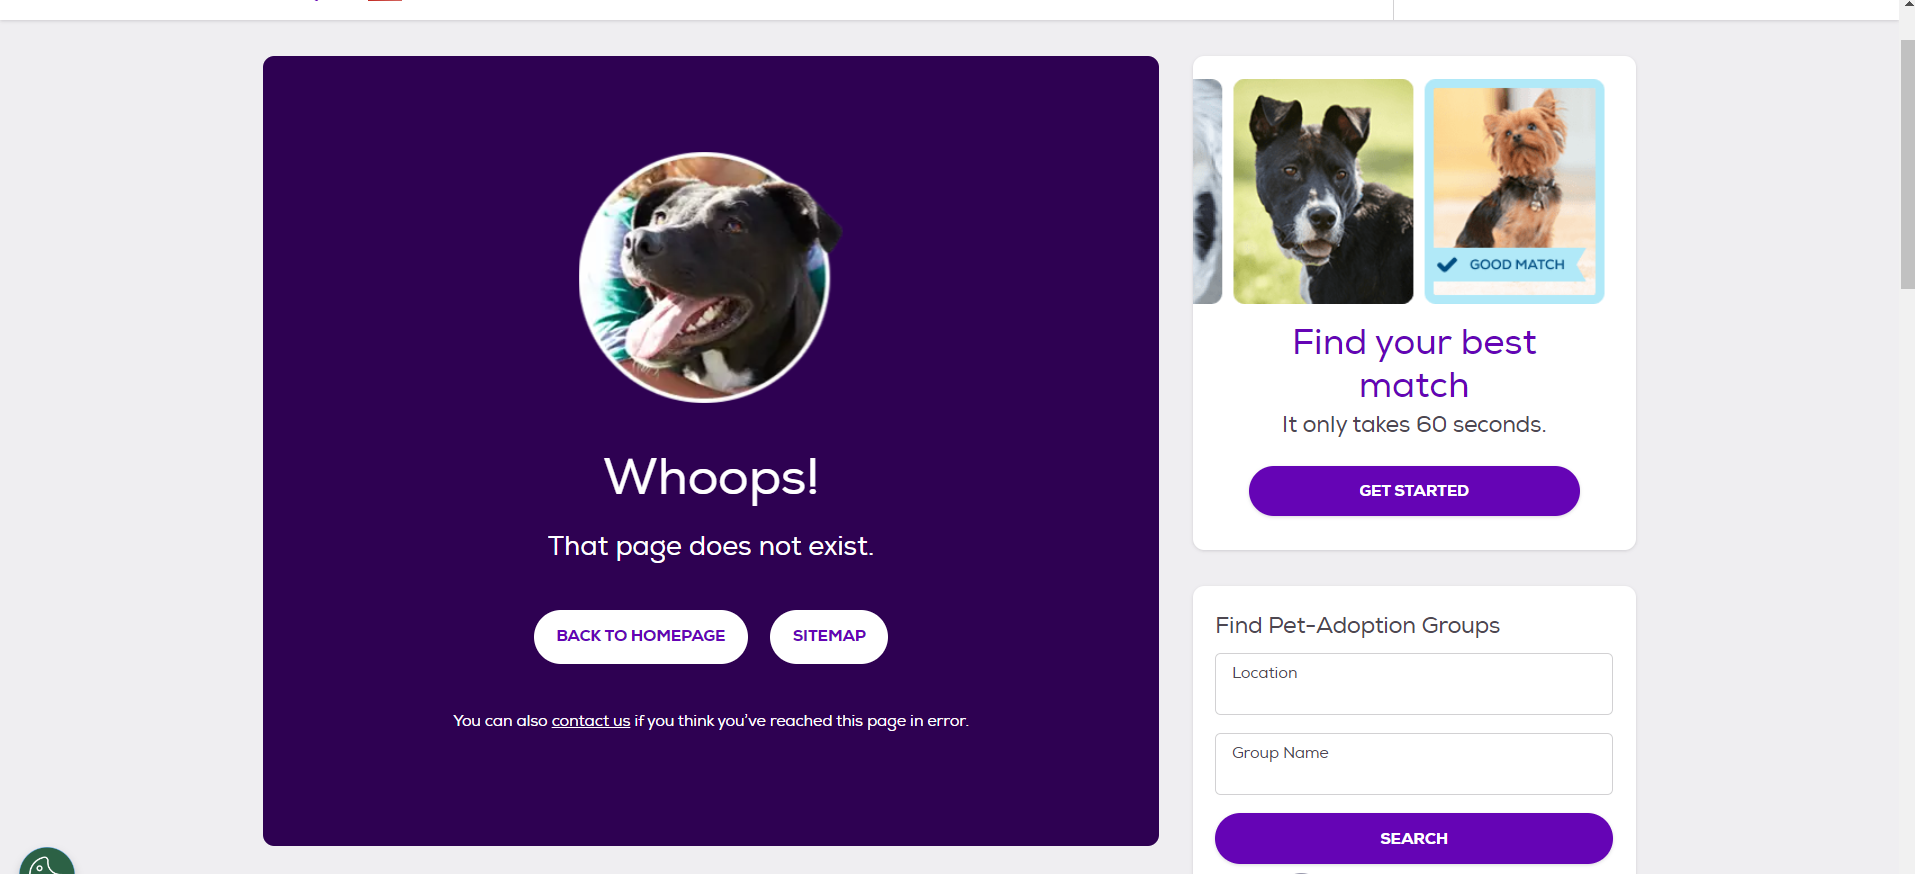 Whoops!
That page does not exist.
BACK TO HOMEPAGE
SITEMAP
You can also contact us if you think you've reached this page in error.
GOOD MATCH
Find your best
match
It only takes 60 seconds.
GET STARTED
Find Pet-Adoption Groups
Location
Group Name
SEARCH